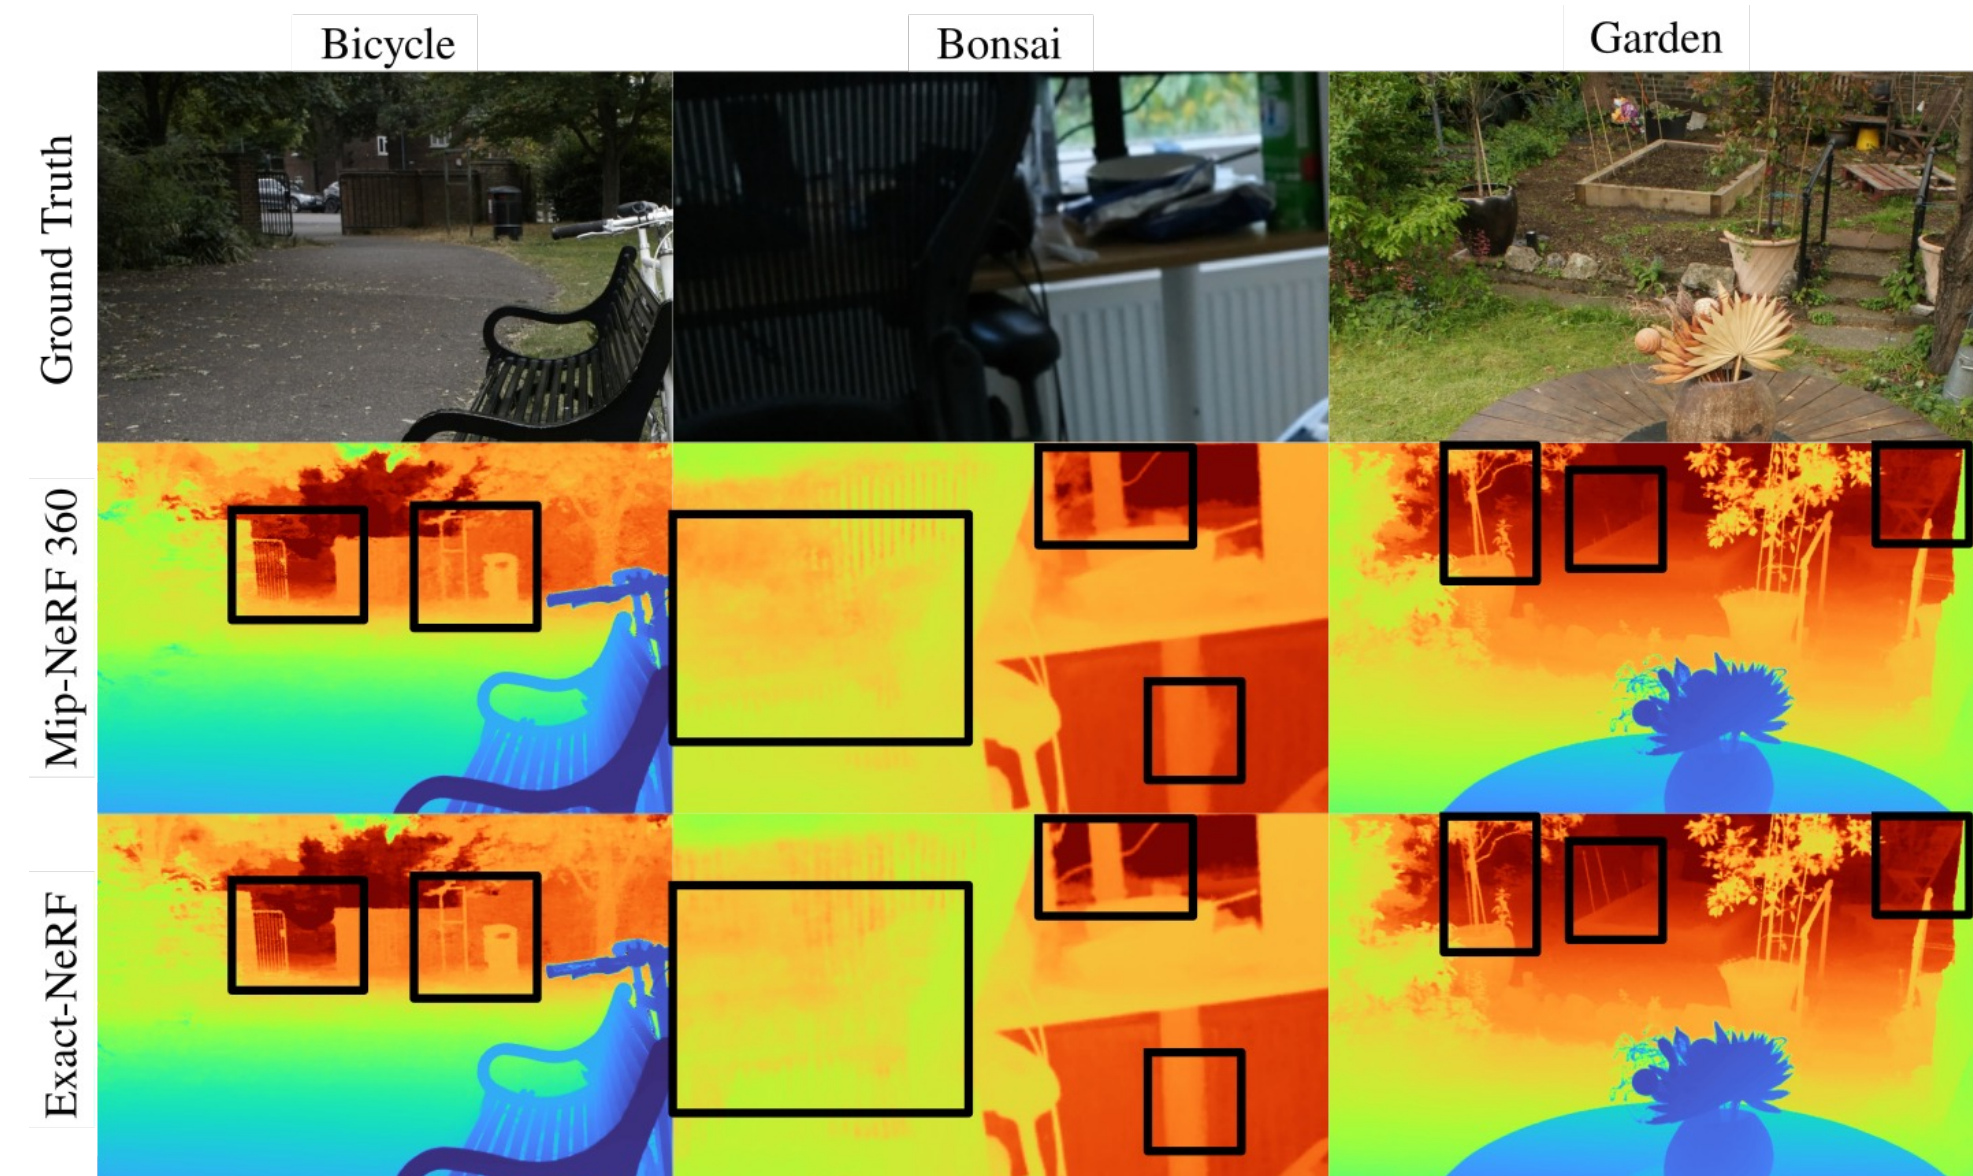 Bicycle
Bonsai
Garden
Ground Truth
Mip-NeRF 360
Exact-NeRF